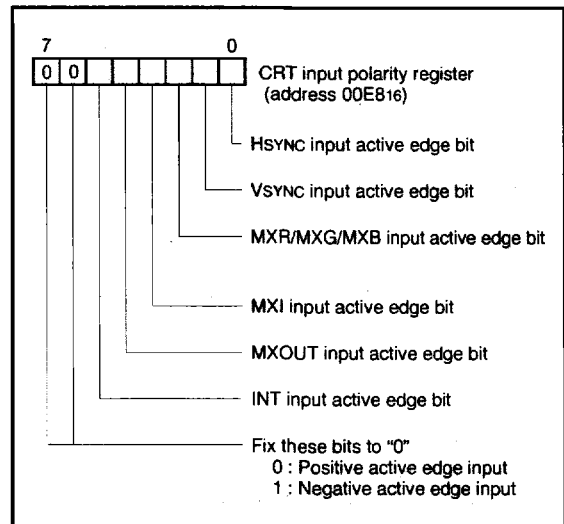 7 0
0 0
CRT input polarity register
(address 00E816)
HSYNC input active edge bit
VSYNC input active edge bit
MXR/MXG/MXB input active edge bit
MXI input active edge bit
MXOUT input active edge bit
INT input active edge bit
Fix these bits to "0"
0 : Positive active edge input
1 : Negative active edge input